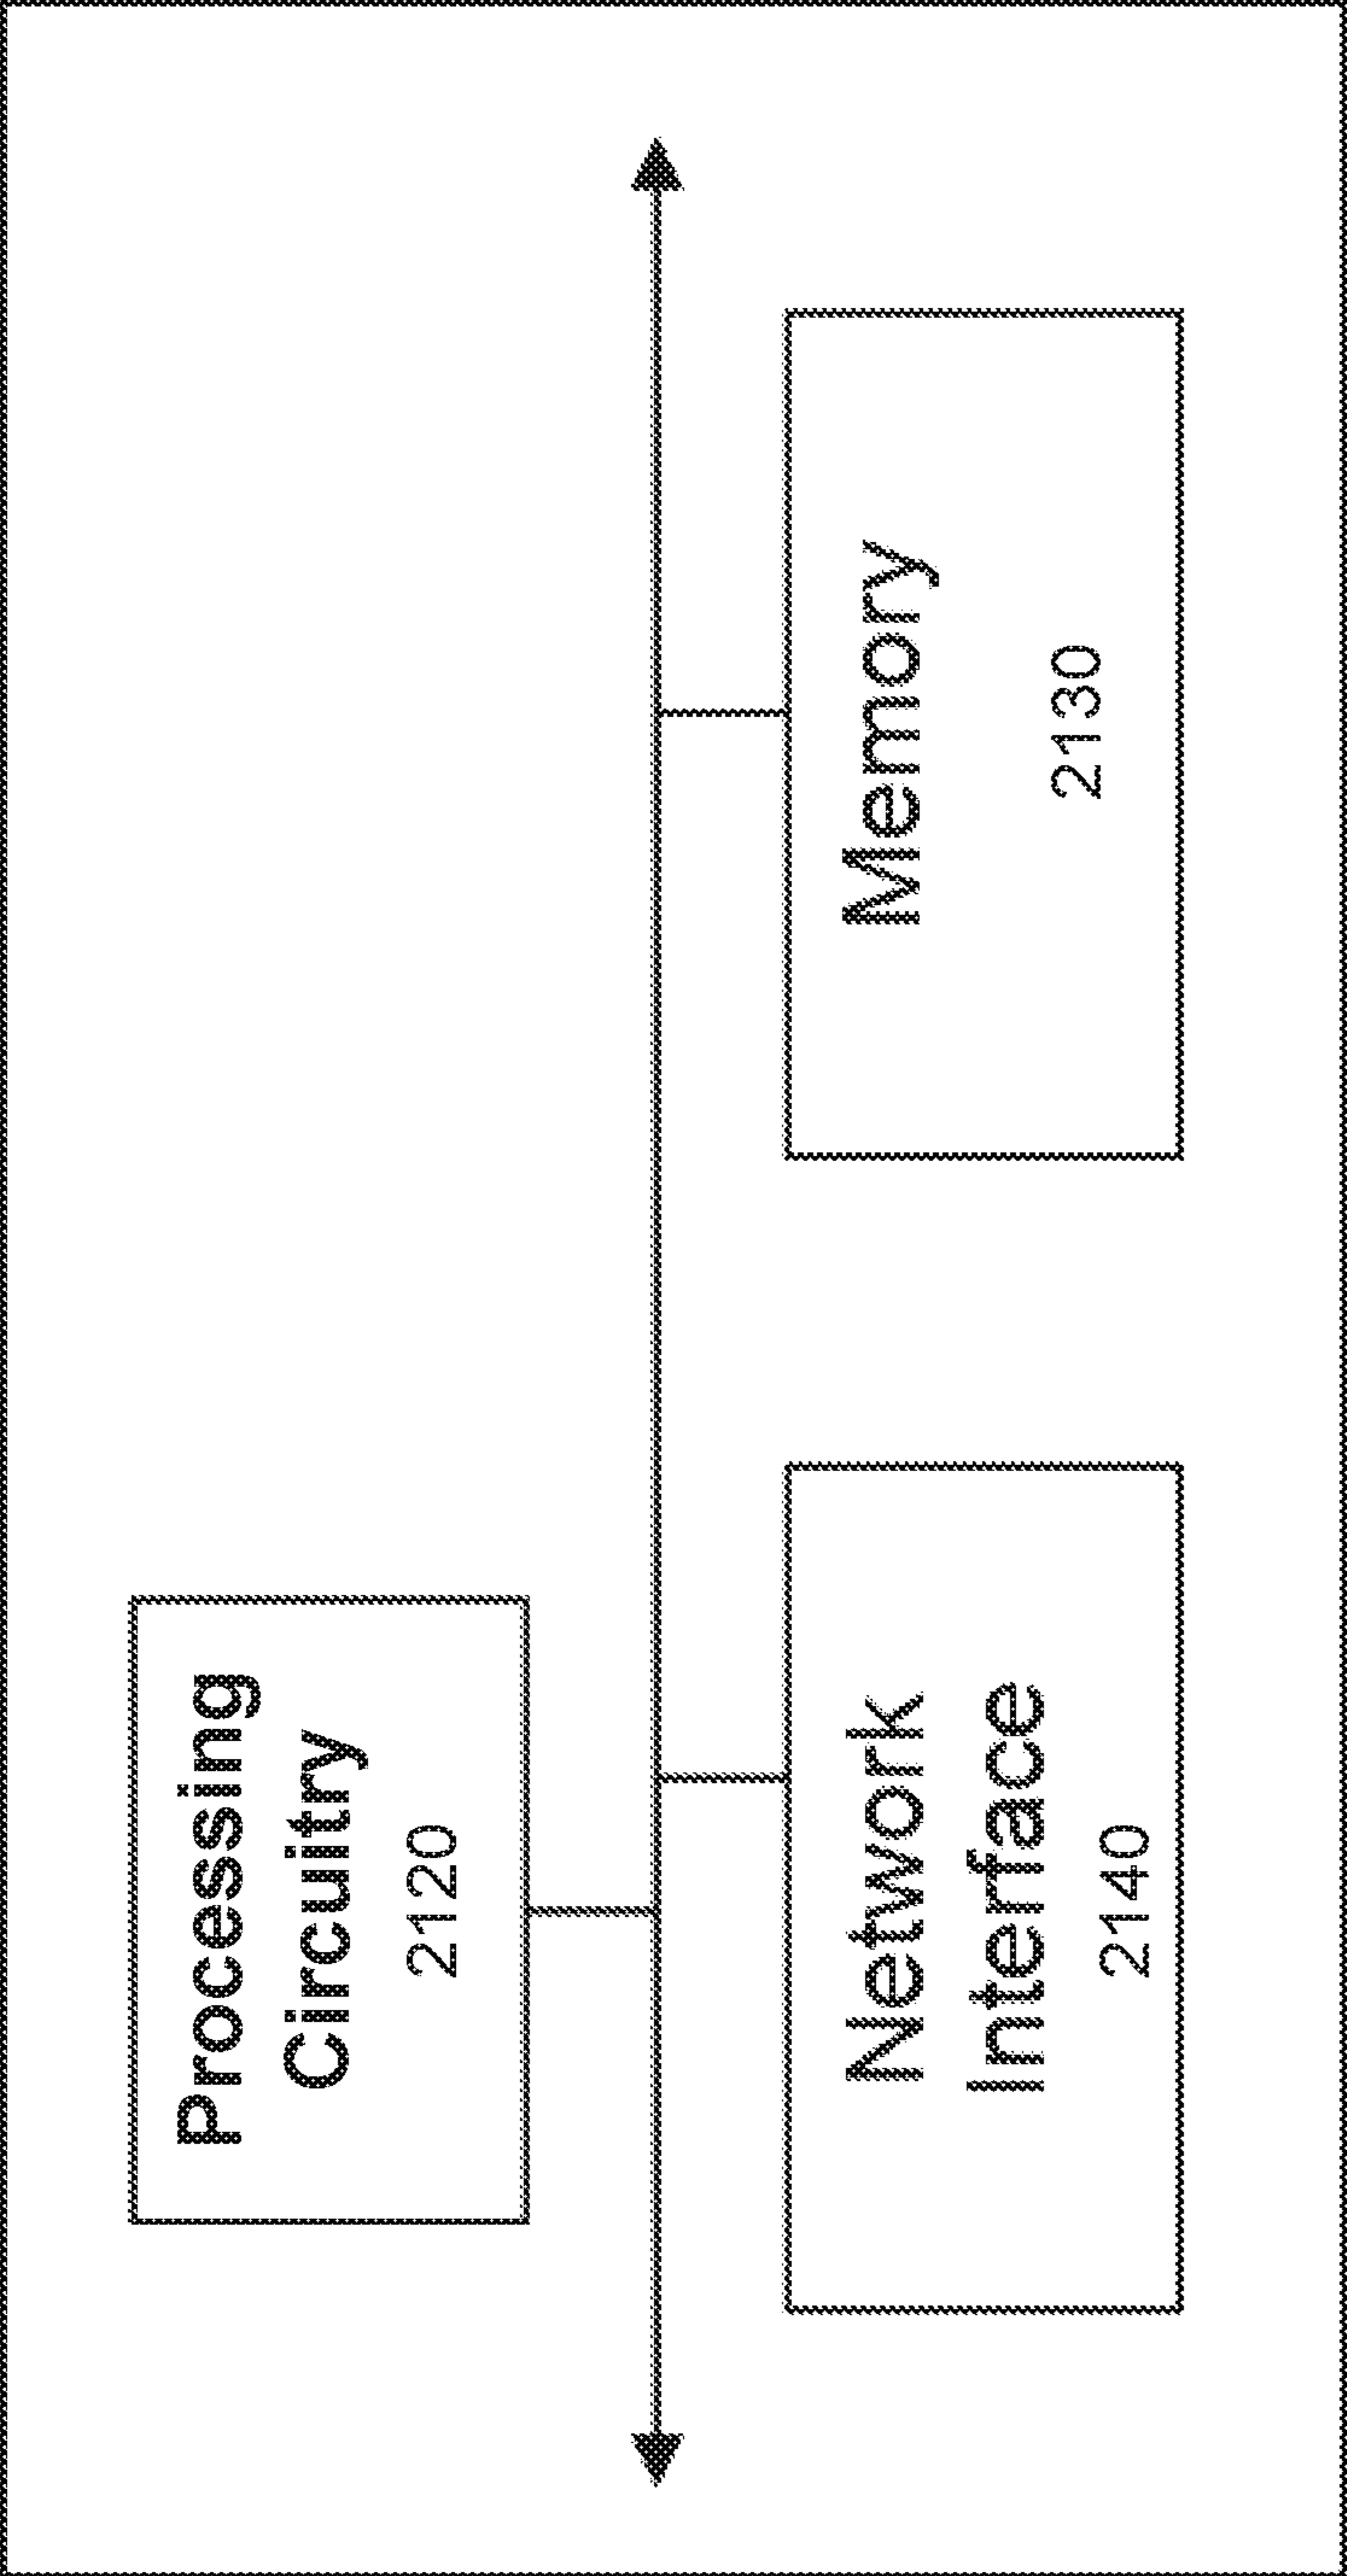 Processing
Circuitry
2120
Network
Interface
2140
Memory
2130